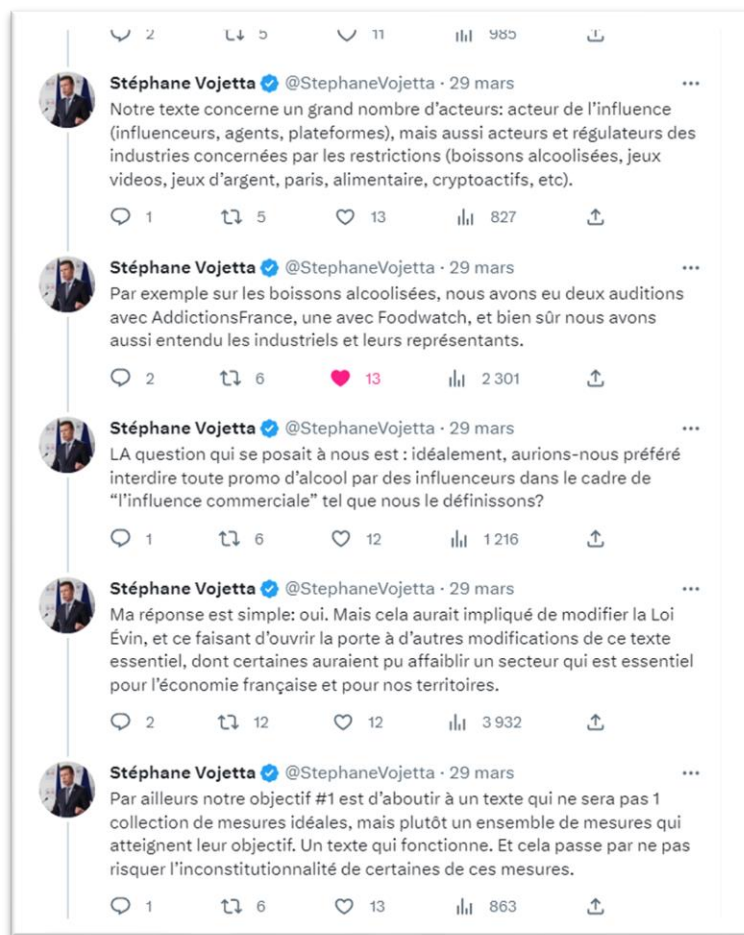 2 5 11 985
Stéphane Vojetta @StephaneVojetta · 29 mars ...
Notre texte concerne un grand nombre d’acteurs: acteur de l’influence
(influenceurs, agents, plateformes), mais aussi acteurs et régulateurs des
industries concernées par les restrictions (boissons alcoolisées, jeux
videos, jeux d’argent, paris, alimentaire, cryptoactifs, etc).
1 5 13 827
Stéphane Vojetta @StephaneVojetta · 29 mars ...
Par exemple sur les boissons alcoolisées, nous avons eu deux auditions
avec AddictionsFrance, une avec Foodwatch, et bien sûr nous avons
aussi entendu les industriels et leurs représentants.
2 6 13 2 301
Stéphane Vojetta @StephaneVojetta · 29 mars ...
LA question qui se posait à nous est : idéalement, aurions-nous préféré
interdire toute promo d’alcool par des influenceurs dans le cadre de
“l’influence commerciale” tel que nous le définissons?
1 6 12 1 216
Stéphane Vojetta @StephaneVojetta · 29 mars ...
Ma réponse est simple: oui. Mais cela aurait impliqué de modifier la Loi
Évin, et ce faisant d’ouvrir la porte à d’autres modifications de ce texte
essentiel, dont certaines auraient pu affaiblir un secteur qui est essentiel
pour l’économie française et pour nos territoires.
2 12 12 3 932
Stéphane Vojetta @StephaneVojetta · 29 mars ...
Par ailleurs notre objectif #1 est d’aboutir à un texte qui ne sera pas 1
collection de mesures idéales, mais plutôt un ensemble de mesures qui
atteignent leur objectif. Un texte qui fonctionne. Et cela passe par ne pas
risquer l’inconstitutionnalité de certaines de ces mesures.
1 6 13 863